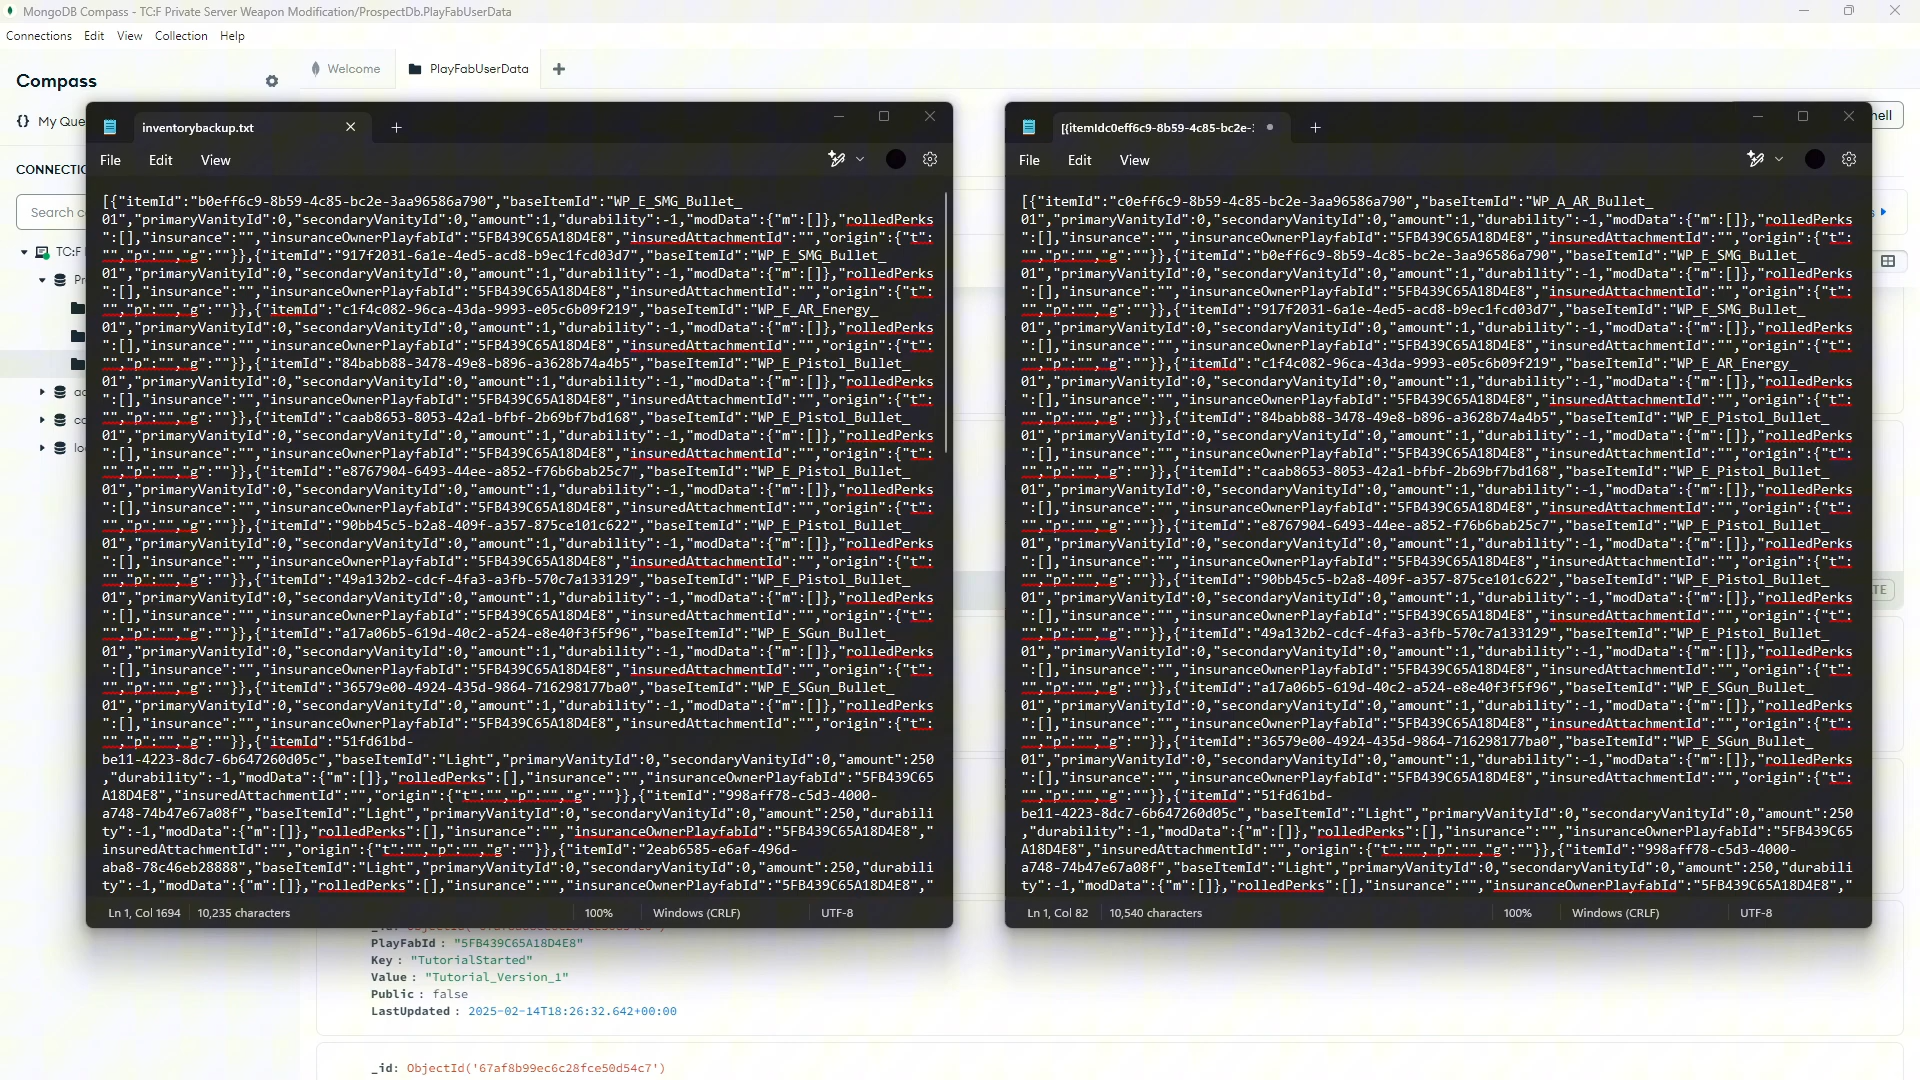 MongoDB Compass - TC:F Private Server Weapon Modification/ProspectDb.PlayFabUserData
Connections Edit View Collection Help
Compass
Welcome
PlayFabUserData
{} My Que
CONNECTIO
Search c
TC:F
Pr
ac
co
lo
inventorybackup.txt
File Edit View
[{"itemId":"b0eff6c9-8b59-4c85-bc2e-3aa96586a790","baseItemId":"WP_E_SMG_Bullet_
01","primaryVanityId":0,"secondaryVanityId":0,"amount":1,"durability":-1,"modData":{"m":[]},"rolledPerks
":[],"insurance":"","insuranceOwnerPlayfabId":"5FB439C65A18D4E8","insuredAttachmentId":"","origin":{"t":
"","p":"","g":""}},{"itemId":"917f2031-6a1e-4ed5-acd8-b9ec1fcd03d7","baseItemId":"WP_E_SMG_Bullet_
01","primaryVanityId":0,"secondaryVanityId":0,"amount":1,"durability":-1,"modData":{"m":[]},"rolledPerks
":[],"insurance":"","insuranceOwnerPlayfabId":"5FB439C65A18D4E8","insuredAttachmentId":"","origin":{"t":
"","p":"","g":""}},{"itemId":"c1f4c082-96ca-43da-9993-e05c6b09f219","baseItemId":"WP_E_AR_Energy_
01","primaryVanityId":0,"secondaryVanityId":0,"amount":1,"durability":-1,"modData":{"m":[]},"rolledPerks
":[],"insurance":"","insuranceOwnerPlayfabId":"5FB439C65A18D4E8","insuredAttachmentId":"","origin":{"t":
"","p":"","g":""}},{"itemId":"84babb88-3478-49e8-b896-a3628b74a4b5","baseItemId":"WP_E_Pistol_Bullet_
01","primaryVanityId":0,"secondaryVanityId":0,"amount":1,"durability":-1,"modData":{"m":[]},"rolledPerks
":[],"insurance":"","insuranceOwnerPlayfabId":"5FB439C65A18D4E8","insuredAttachmentId":"","origin":{"t":
"","p":"","g":""}},{"itemId":"caab8653-8053-42a1-bfbf-2b69bf7bd168","baseItemId":"WP_E_Pistol_Bullet_
01","primaryVanityId":0,"secondaryVanityId":0,"amount":1,"durability":-1,"modData":{"m":[]},"rolledPerks
":[],"insurance":"","insuranceOwnerPlayfabId":"5FB439C65A18D4E8","insuredAttachmentId":"","origin":{"t":
"","p":"","g":""}},{"itemId":"e8767904-6493-44ee-a852-f76b6bab25c7","baseItemId":"WP_E_Pistol_Bullet_
01","primaryVanityId":0,"secondaryVanityId":0,"amount":1,"durability":-1,"modData":{"m":[]},"rolledPerks
":[],"insurance":"","insuranceOwnerPlayfabId":"5FB439C65A18D4E8","insuredAttachmentId":"","origin":{"t":
"","p":"","g":""}},{"itemId":"90bb45c5-b2a8-409f-a357-875ce101c622","baseItemId":"WP_E_Pistol_Bullet_
01","primaryVanityId":0,"secondaryVanityId":0,"amount":1,"durability":-1,"modData":{"m":[]},"rolledPerks
":[],"insurance":"","insuranceOwnerPlayfabId":"5FB439C65A18D4E8","insuredAttachmentId":"","origin":{"t":
"","p":"","g":""}},{"itemId":"49a132b2-cdcf-4fa3-a3fb-570c7a133129","baseItemId":"WP_E_Pistol_Bullet_
01","primaryVanityId":0,"secondaryVanityId":0,"amount":1,"durability":-1,"modData":{"m":[]},"rolledPerks
":[],"insurance":"","insuranceOwnerPlayfabId":"5FB439C65A18D4E8","insuredAttachmentId":"","origin":{"t":
"","p":"","g":""}},{"itemId":"a17a06b5-619d-40c2-a524-e8e40f3f5f96","baseItemId":"WP_E_SGun_Bullet_
01","primaryVanityId":0,"secondaryVanityId":0,"amount":1,"durability":-1,"modData":{"m":[]},"rolledPerks
":[],"insurance":"","insuranceOwnerPlayfabId":"5FB439C65A18D4E8","insuredAttachmentId":"","origin":{"t":
"","p":"","g":""}},{"itemId":"36579e00-4924-435d-9864-716298177ba0","baseItemId":"WP_E_SGun_Bullet_
01","primaryVanityId":0,"secondaryVanityId":0,"amount":1,"durability":-1,"modData":{"m":[]},"rolledPerks
":[],"insurance":"","insuranceOwnerPlayfabId":"5FB439C65A18D4E8","insuredAttachmentId":"","origin":{"t":
"","p":"","g":""}},{"itemId":"51fd61bd-
be11-4223-8dc7-6b647260d05c","baseItemId":"Light","primaryVanityId":0,"secondaryVanityId":0,"amount":250
,"durability":-1,"modData":{"m":[]},"rolledPerks":[],"insurance":"","insuranceOwnerPlayfabId":"5FB439C65
A18D4E8","insuredAttachmentId":"","origin":{"t":"","p":"","g":""}},{"itemId":"998aff78-c5d3-4000-
a748-74b47e67a08f","baseItemId":"Light","primaryVanityId":0,"secondaryVanityId":0,"amount":250,"durabili
ty":-1,"modData":{"m":[]},"rolledPerks":[],"insurance":"","insuranceOwnerPlayfabId":"5FB439C65A18D4E8","
insuredAttachmentId":"","origin":{"t":"","p":"","g":""}},{"itemId":"2eab6585-e6af-496d-
aba8-78c46eb28888","baseItemId":"Light","primaryVanityId":0,"secondaryVanityId":0,"amount":250,"durabili
ty":-1,"modData":{"m":[]},"rolledPerks":[],"insurance":"","insuranceOwnerPlayfabId":"5FB439C65A18D4E8","
Ln 1, Col 1694 10,235 characters 100% Windows (CRLF) UTF-8
[{itemIdc0eff6c9-8b59-4c85-bc2e-:
File Edit View
[{"itemId":"c0eff6c9-8b59-4c85-bc2e-3aa96586a790","baseItemId":"WP_A_AR_Bullet_
01","primaryVanityId":0,"secondaryVanityId":0,"amount":1,"durability":-1,"modData":{"m":[]},"rolledPerks
":[],"insurance":"","insuranceOwnerPlayfabId":"5FB439C65A18D4E8","insuredAttachmentId":"","origin":{"t":
"","p":"","g":""}},{"itemId":"b0eff6c9-8b59-4c85-bc2e-3aa96586a790","baseItemId":"WP_E_SMG_Bullet_
01","primaryVanityId":0,"secondaryVanityId":0,"amount":1,"durability":-1,"modData":{"m":[]},"rolledPerks
":[],"insurance":"","insuranceOwnerPlayfabId":"5FB439C65A18D4E8","insuredAttachmentId":"","origin":{"t":
"","p":"","g":""}},{"itemId":"917f2031-6a1e-4ed5-acd8-b9ec1fcd03d7","baseItemId":"WP_E_SMG_Bullet_
01","primaryVanityId":0,"secondaryVanityId":0,"amount":1,"durability":-1,"modData":{"m":[]},"rolledPerks
":[],"insurance":"","insuranceOwnerPlayfabId":"5FB439C65A18D4E8","insuredAttachmentId":"","origin":{"t":
"","p":"","g":""}},{"itemId":"c1f4c082-96ca-43da-9993-e05c6b09f219","baseItemId":"WP_E_AR_Energy_
01","primaryVanityId":0,"secondaryVanityId":0,"amount":1,"durability":-1,"modData":{"m":[]},"rolledPerks
":[],"insurance":"","insuranceOwnerPlayfabId":"5FB439C65A18D4E8","insuredAttachmentId":"","origin":{"t":
"","p":"","g":""}},{"itemId":"84babb88-3478-49e8-b896-a3628b74a4b5","baseItemId":"WP_E_Pistol_Bullet_
01","primaryVanityId":0,"secondaryVanityId":0,"amount":1,"durability":-1,"modData":{"m":[]},"rolledPerks
":[],"insurance":"","insuranceOwnerPlayfabId":"5FB439C65A18D4E8","insuredAttachmentId":"","origin":{"t":
"","p":"","g":""}},{"itemId":"caab8653-8053-42a1-bfbf-2b69bf7bd168","baseItemId":"WP_E_Pistol_Bullet_
01","primaryVanityId":0,"secondaryVanityId":0,"amount":1,"durability":-1,"modData":{"m":[]},"rolledPerks
":[],"insurance":"","insuranceOwnerPlayfabId":"5FB439C65A18D4E8","insuredAttachmentId":"","origin":{"t":
"","p":"","g":""}},{"itemId":"e8767904-6493-44ee-a852-f76b6bab25c7","baseItemId":"WP_E_Pistol_Bullet_
01","primaryVanityId":0,"secondaryVanityId":0,"amount":1,"durability":-1,"modData":{"m":[]},"rolledPerks
":[],"insurance":"","insuranceOwnerPlayfabId":"5FB439C65A18D4E8","insuredAttachmentId":"","origin":{"t":
"","p":"","g":""}},{"itemId":"90bb45c5-b2a8-409f-a357-875ce101c622","baseItemId":"WP_E_Pistol_Bullet_
01","primaryVanityId":0,"secondaryVanityId":0,"amount":1,"durability":-1,"modData":{"m":[]},"rolledPerks
":[],"insurance":"","insuranceOwnerPlayfabId":"5FB439C65A18D4E8","insuredAttachmentId":"","origin":{"t":
"","p":"","g":""}},{"itemId":"49a132b2-cdcf-4fa3-a3fb-570c7a133129","baseItemId":"WP_E_Pistol_Bullet_
01","primaryVanityId":0,"secondaryVanityId":0,"amount":1,"durability":-1,"modData":{"m":[]},"rolledPerks
":[],"insurance":"","insuranceOwnerPlayfabId":"5FB439C65A18D4E8","insuredAttachmentId":"","origin":{"t":
"","p":"","g":""}},{"itemId":"a17a06b5-619d-40c2-a524-e8e40f3f5f96","baseItemId":"WP_E_SGun_Bullet_
01","primaryVanityId":0,"secondaryVanityId":0,"amount":1,"durability":-1,"modData":{"m":[]},"rolledPerks
":[],"insurance":"","insuranceOwnerPlayfabId":"5FB439C65A18D4E8","insuredAttachmentId":"","origin":{"t":
"","p":"","g":""}},{"itemId":"36579e00-4924-435d-9864-716298177ba0","baseItemId":"WP_E_SGun_Bullet_
01","primaryVanityId":0,"secondaryVanityId":0,"amount":1,"durability":-1,"modData":{"m":[]},"rolledPerks
":[],"insurance":"","insuranceOwnerPlayfabId":"5FB439C65A18D4E8","insuredAttachmentId":"","origin":{"t":
"","p":"","g":""}},{"itemId":"51fd61bd-
be11-4223-8dc7-6b647260d05c","baseItemId":"Light","primaryVanityId":0,"secondaryVanityId":0,"amount":250
,"durability":-1,"modData":{"m":[]},"rolledPerks":[],"insurance":"","insuranceOwnerPlayfabId":"5FB439C65
A18D4E8","insuredAttachmentId":"","origin":{"t":"","p":"","g":""}},{"itemId":"998aff78-c5d3-4000-
a748-74b47e67a08f","baseItemId":"Light","primaryVanityId":0,"secondaryVanityId":0,"amount":250,"durabili
ty":-1,"modData":{"m":[]},"rolledPerks":[],"insurance":"","insuranceOwnerPlayfabId":"5FB439C65A18D4E8","
Ln 1, Col 82 10,540 characters 100% Windows (CRLF) UTF-8
hell
s
TE
PlayFabId : "5FB439C65A18D4E8"
Key : "TutorialStarted"
Value : "Tutorial_Version_1"
Public : false
LastUpdated : 2025-02-14T18:26:32.642+00:00
_id: ObjectId('67af8b99ec6c28fce50d54c7')